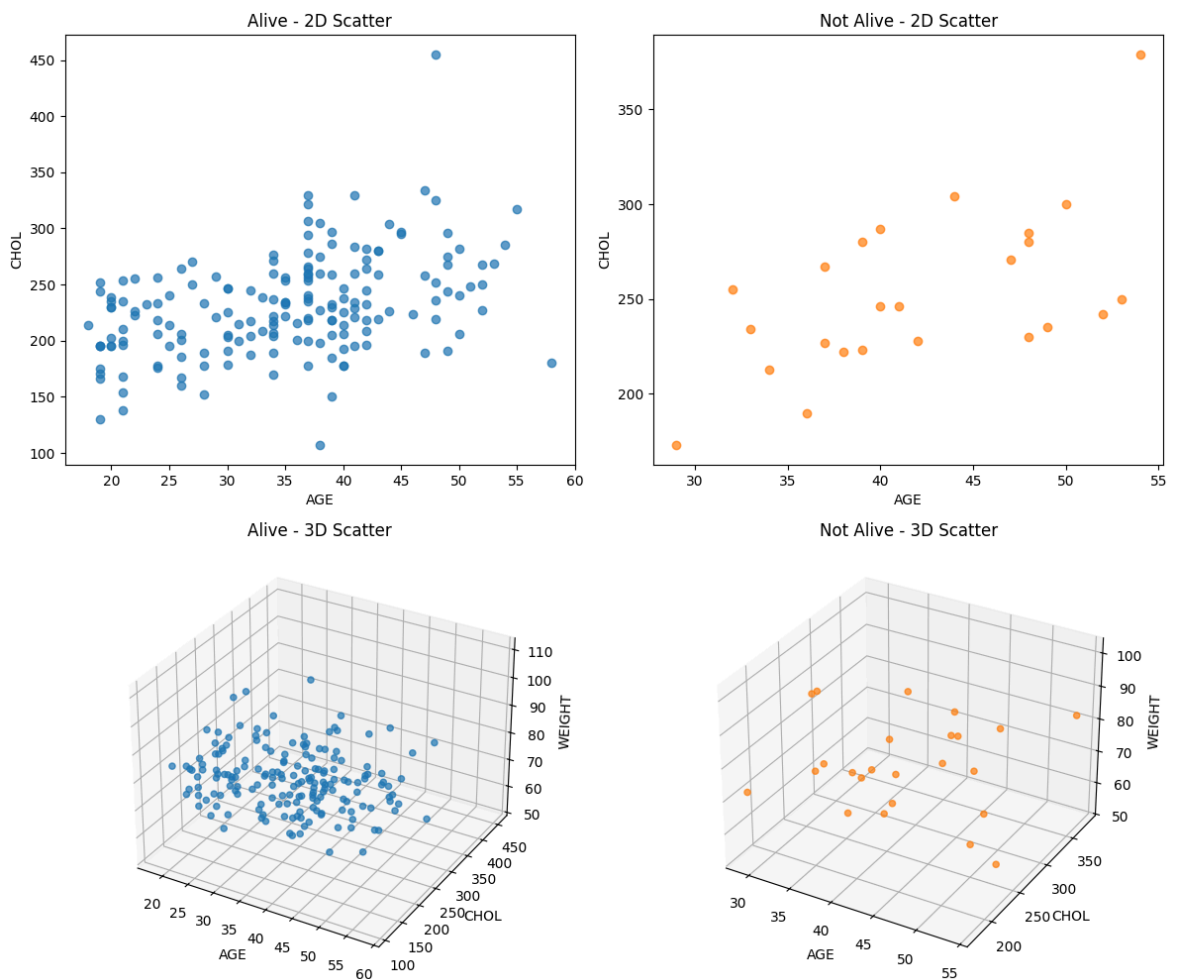 Alive - 2D Scatter
450
400
350
300
250
200
150
100
CHOL
20 25 30 35 40 45 50 55 60
AGE
Not Alive - 2D Scatter
350
300
250
200
CHOL
30 35 40 45 50 55
AGE
Alive - 3D Scatter
110
100
90
80
70
60
50
WEIGHT
450
400
350
300
250
200
150
100
CHOL
20 25 30 35 40 45 50 55 60
AGE
Not Alive - 3D Scatter
100
90
80
70
60
50
WEIGHT
350
300
250
200
CHOL
30 35 40 45 50 55
AGE